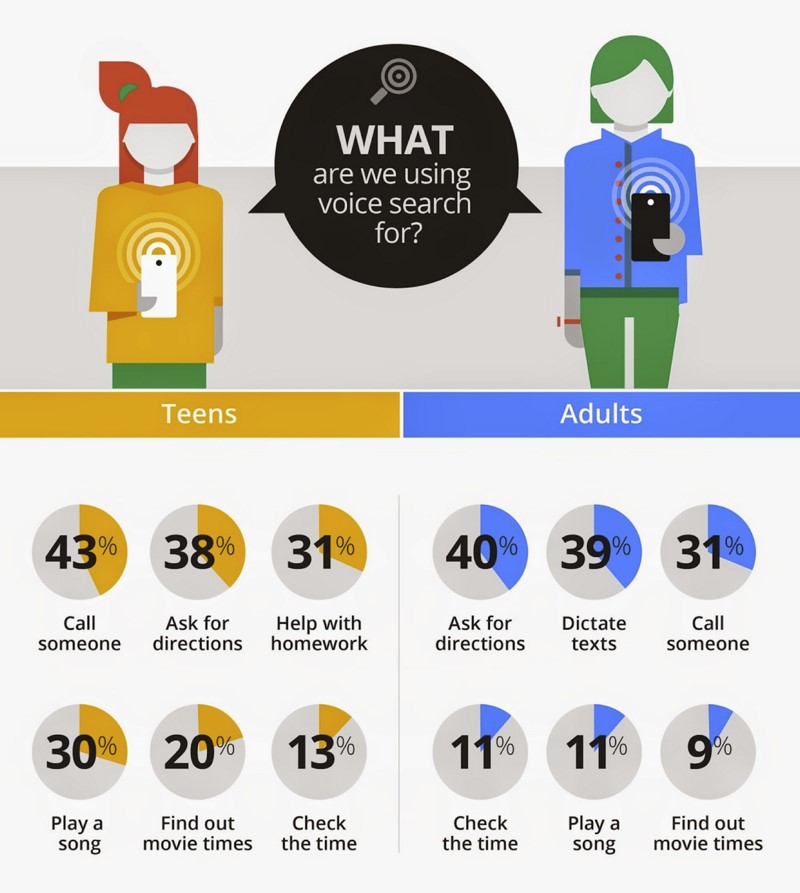 WHAT
are we using
voice search
for?
Teens
Adults
43%
Call
someone
38%
Ask for
directions
31%
Help with
homework
30%
Play a
song
20%
Find out
movie times
13%
Check
the time
40%
Ask for
directions
39%
Dictate
texts
31%
Call
someone
11%
Check
the time
11%
Play a
song
9%
Find out
movie times